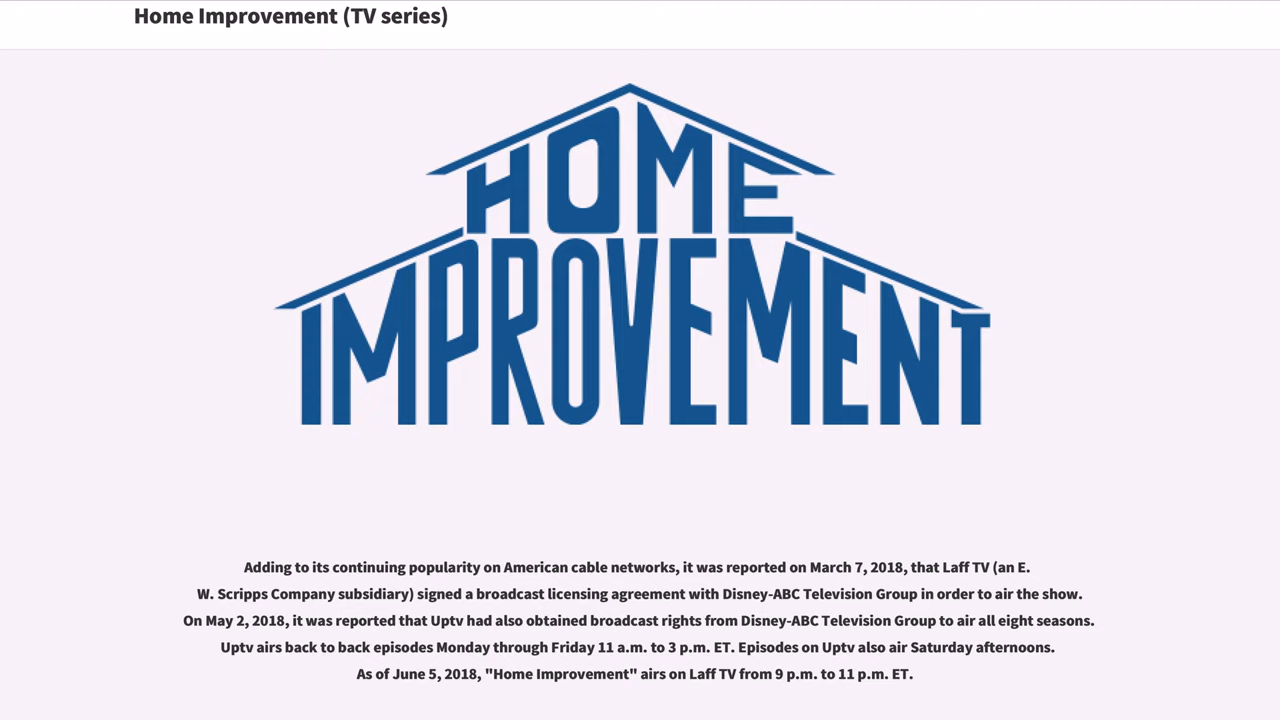 Home Improvement (TV series)
HOME
IMPROVEMENT
Adding to its continuing popularity on American cable networks, it was reported on March 7, 2018, that Laff TV (an E.
W. Scripps Company subsidiary) signed a broadcast licensing agreement with Disney-ABC Television Group in order to air the show.
On May 2, 2018, it was reported that Uptv had also obtained broadcast rights from Disney-ABC Television Group to air all eight seasons.
Uptv airs back to back episodes Monday through Friday 11 a.m. to 3 p.m. ET. Episodes on Uptv also air Saturday afternoons.
As of June 5, 2018, "Home Improvement" airs on Laff TV from 9 p.m. to 11 p.m. ET.